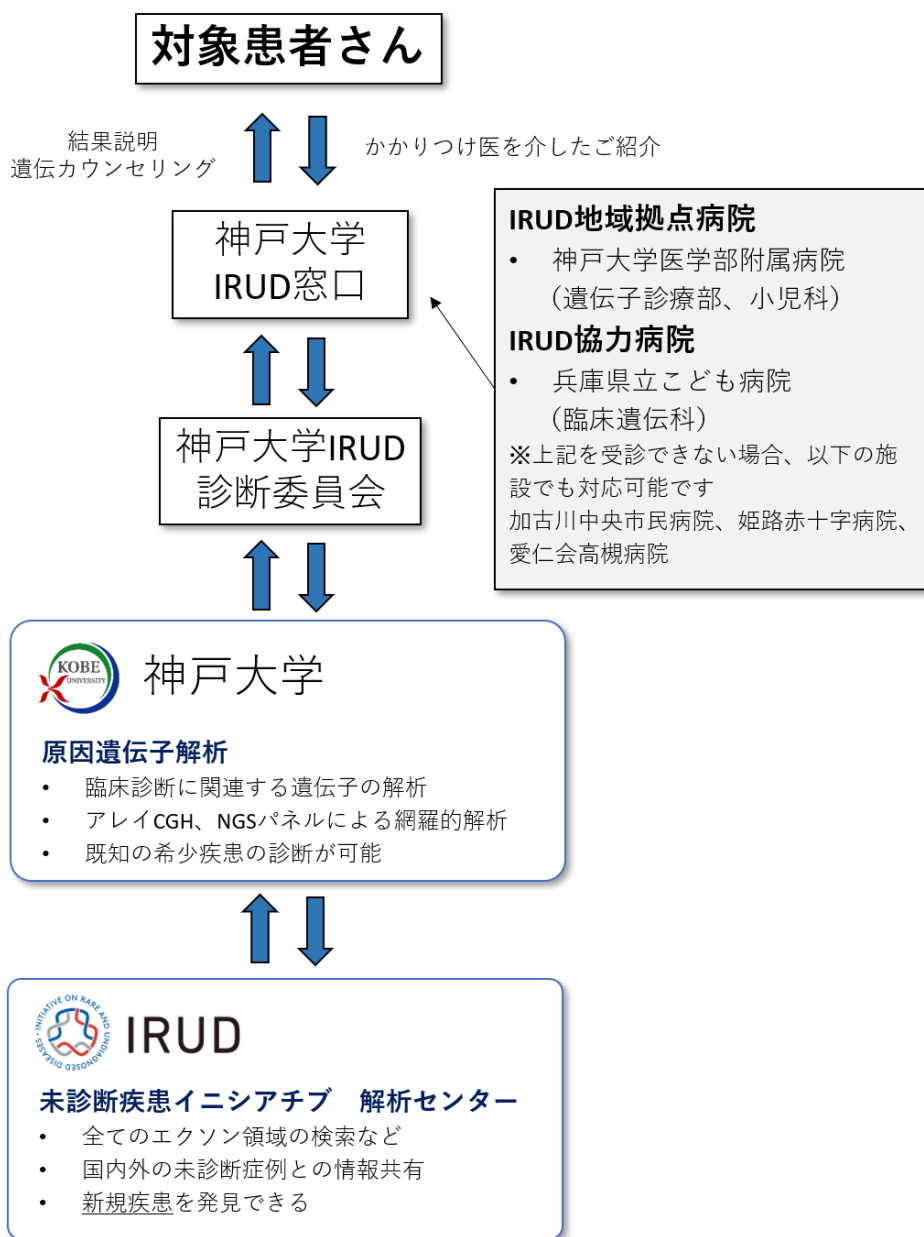 対象患者さん
結果説明
遺伝カウンセリング
かかりつけ医を介したご紹介
神戸大学
IRUD窓口
IRUD地域拠点病院
• 神戸大学医学部附属病院
(遺伝子診療部、小児科)
IRUD協力病院
• 兵庫県立こども病院
(臨床遺伝科)
※上記を受診できない場合、以下の施
設でも対応可能です
加古川中央市民病院、姫路赤十字病院、
愛仁会高槻病院
神戸大学IRUD
診断委員会
KOBE
UNIVERSITY
神戸大学
原因遺伝子解析
• 臨床診断に関連する遺伝子の解析
• アレイCGH、NGSパネルによる網羅的解析
• 既知の希少疾患の診断が可能
INITIATIVE ON RARE AND UNDIAGNOSED DISEASES
IRUD
未診断疾患イニシアチブ　解析センター
• 全てのエクソン領域の検索など
• 国内外の未診断症例との情報共有
• 新規疾患を発見できる